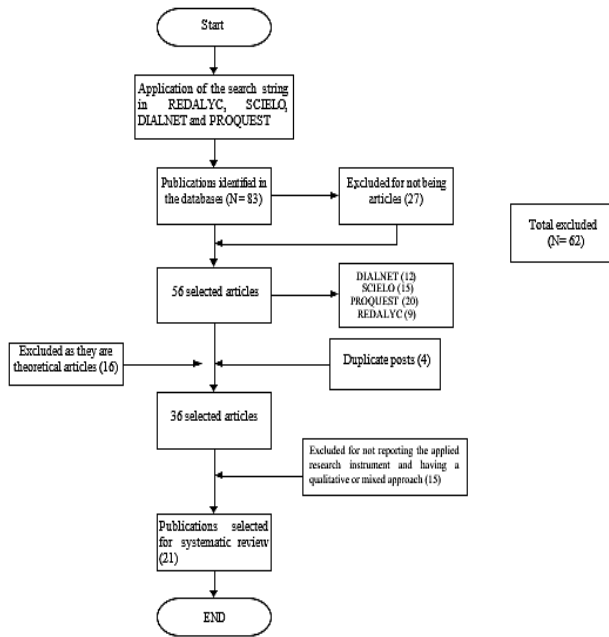 Start
Application of the search string
in REDALYC, SCIELO,
DIALNET and PROQUEST
Publications identified in
the databases (N= 83)
Excluded for not being
articles (27)
Total excluded
(N= 62)
56 selected articles
DIALNET (12)
SCIELO (15)
PROQUEST (20)
REDALYC (9)
Excluded as they are
theoretical articles (16)
Duplicate posts (4)
36 selected articles
Excluded for not reporting the applied
research instrument and having a
qualitative or mixed approach (15)
Publications selected
for systematic review
(21)
END